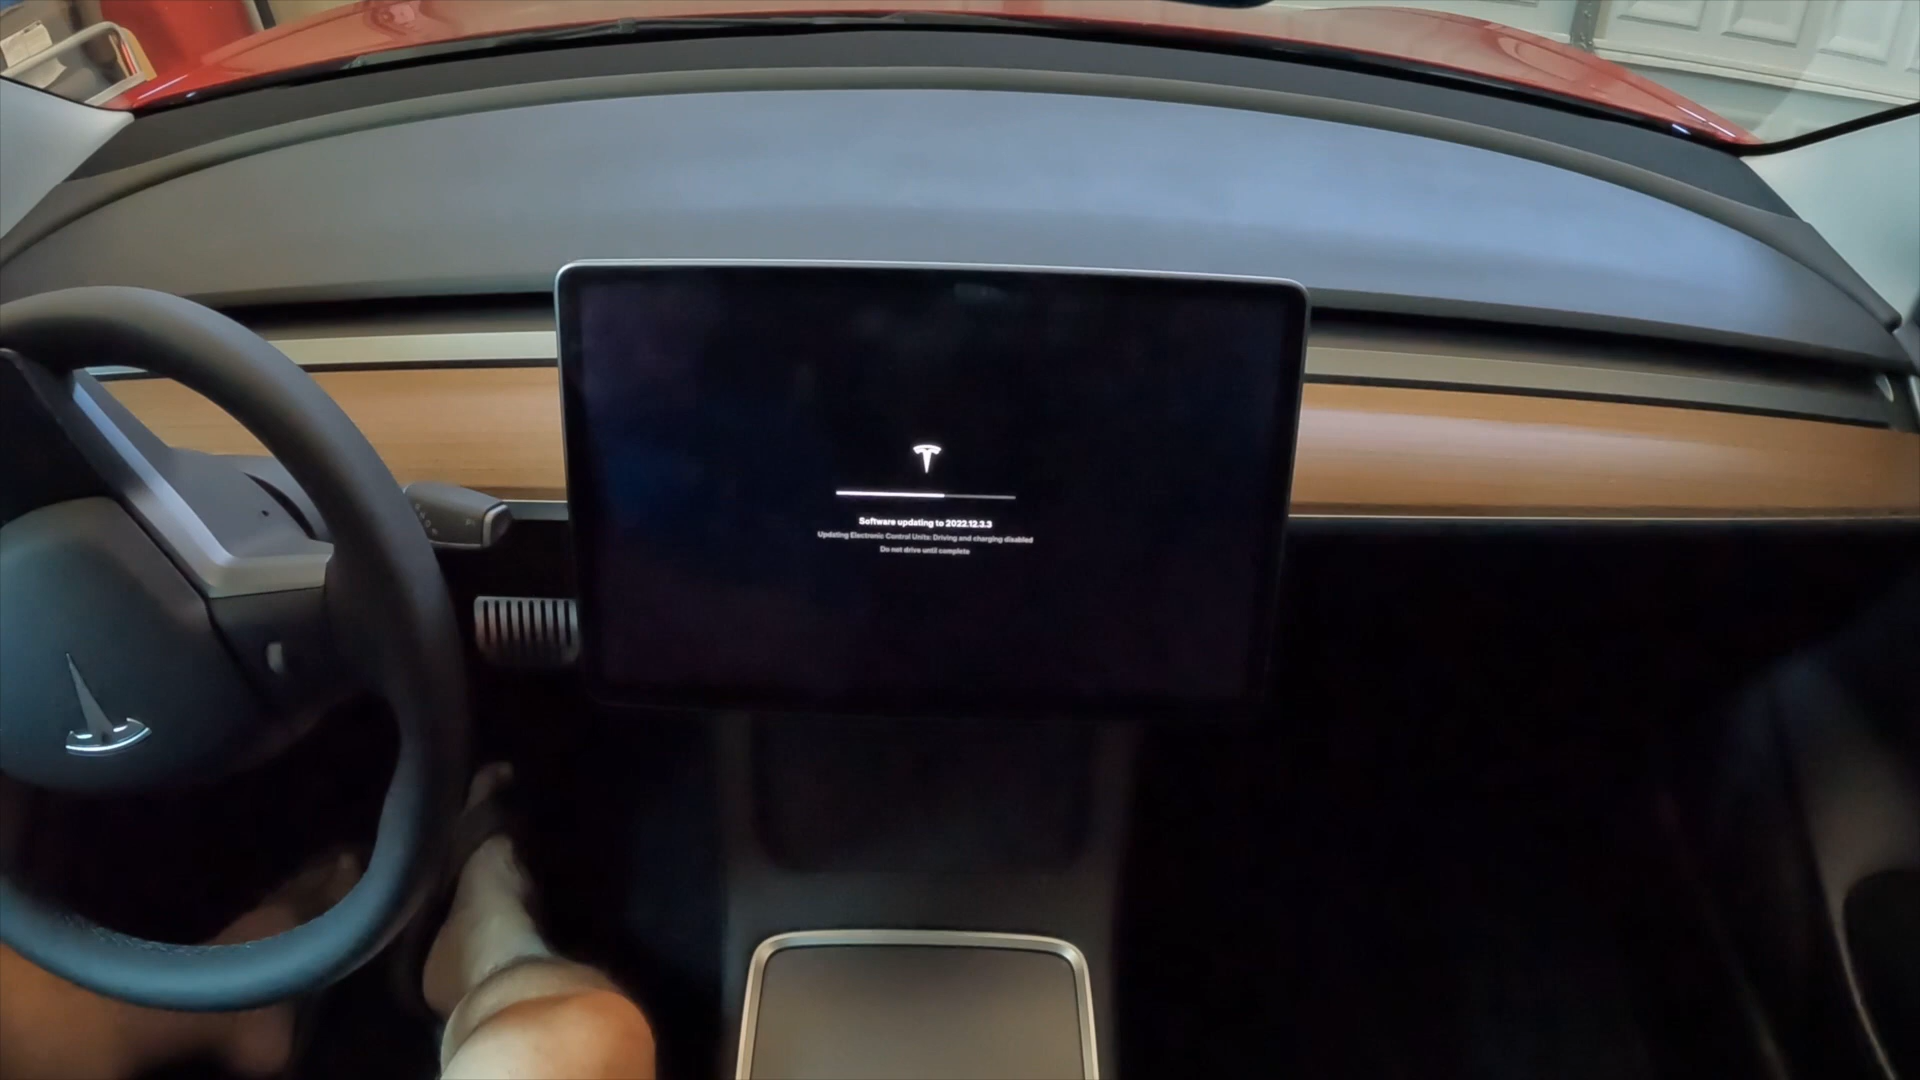 Software updating to 2022.12.3.3
Updating Electronic Control Units: Driving and charging disabled
Do not drive until complete